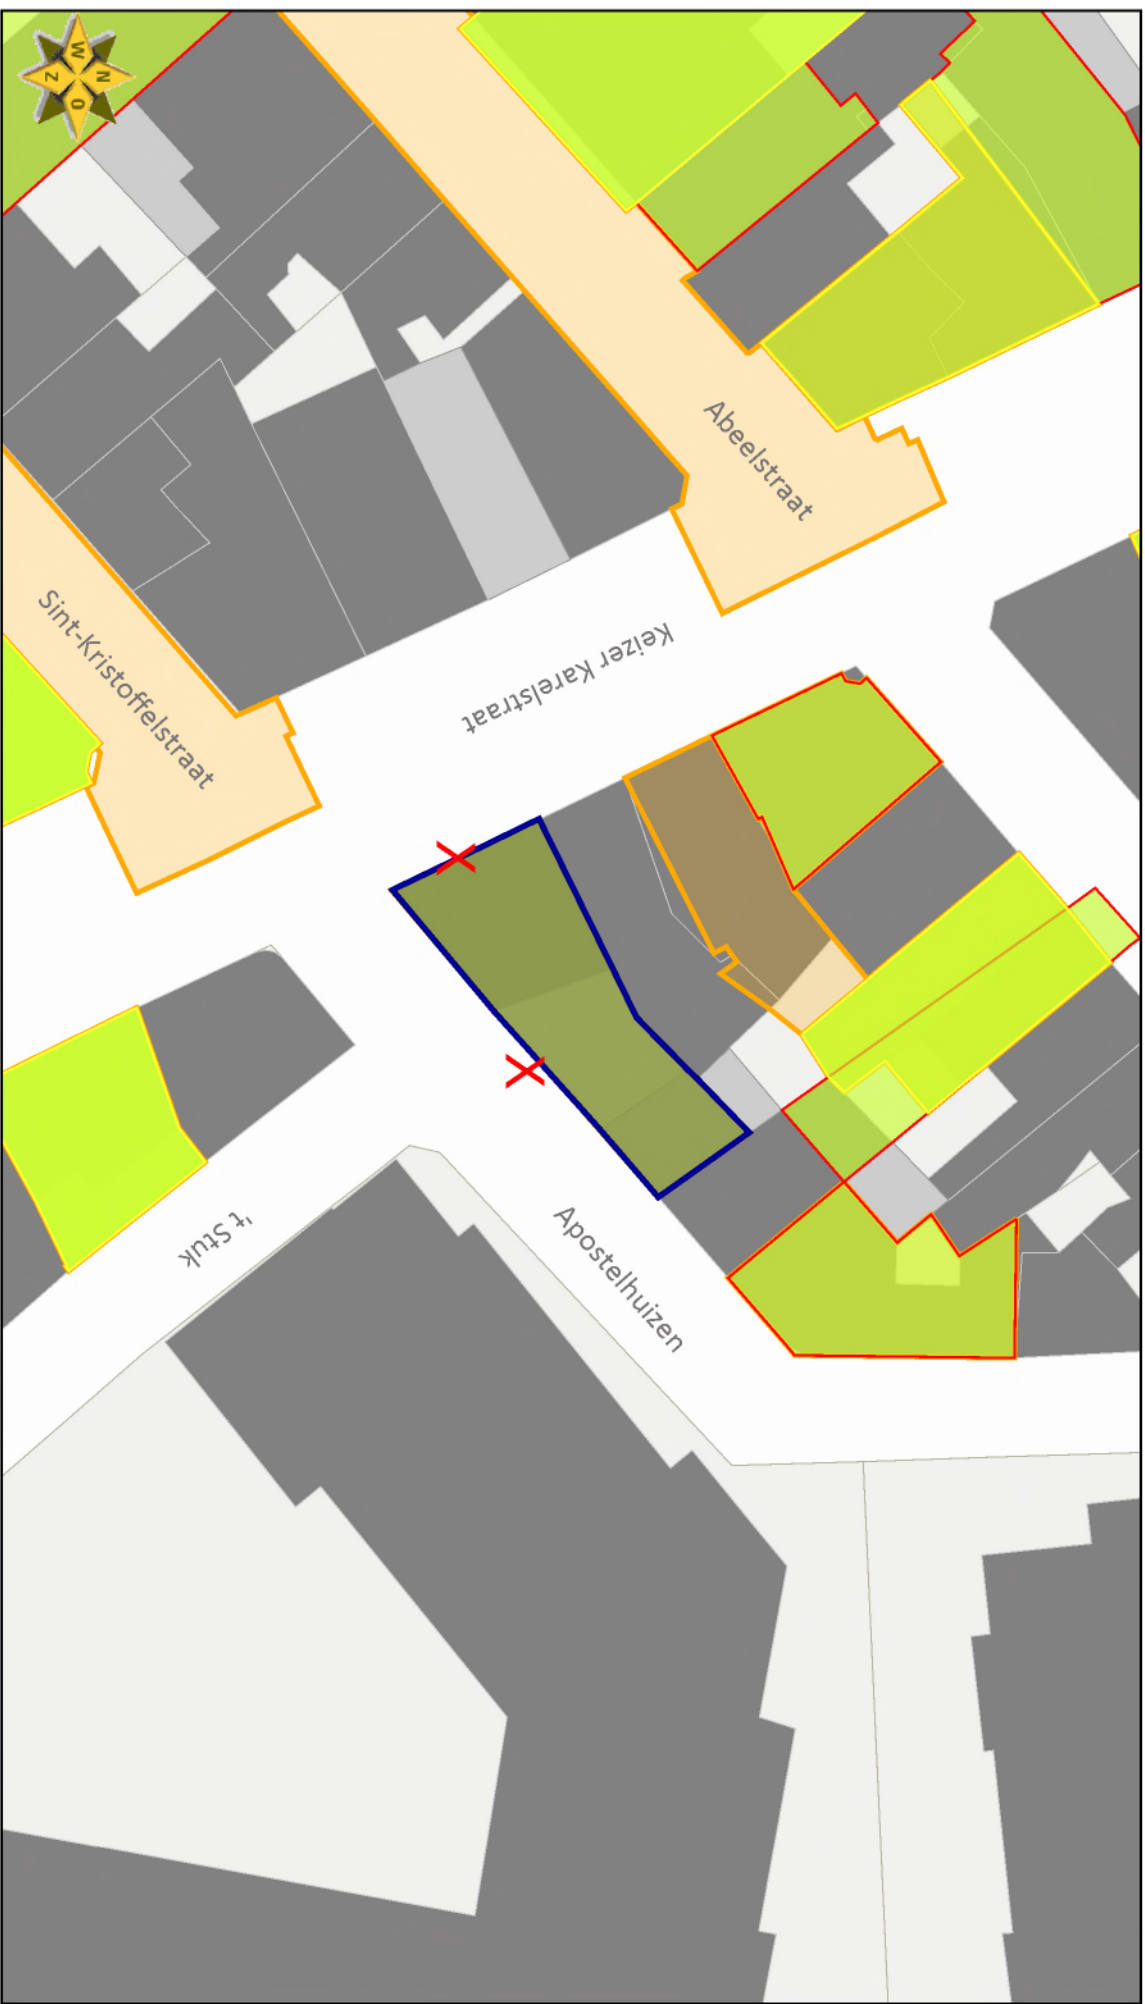 W
N
Z
O
Abeelstraat
Sint-Kristoffelstraat
Keizer Karelstraat
't Stuk
Apostelhuizen